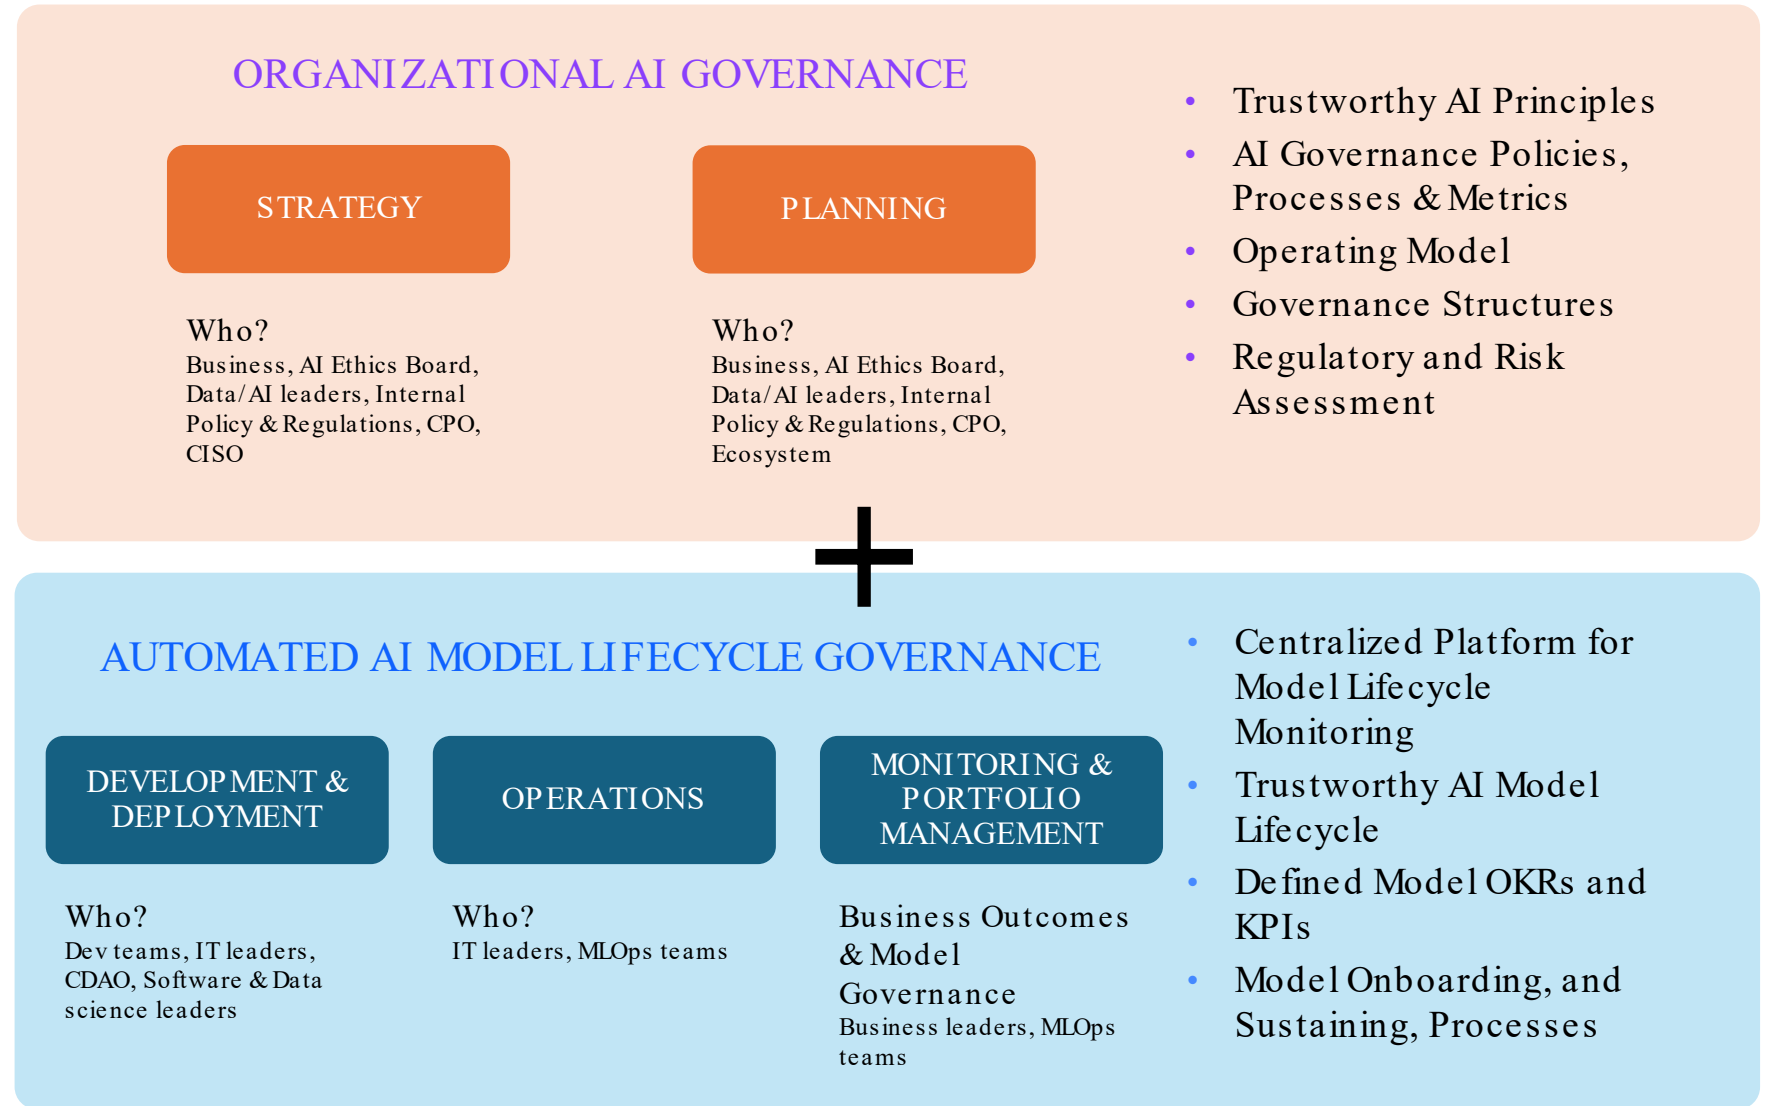 ORGANIZATIONAL AI GOVERNANCE
STRATEGY
Who?
Business, AI Ethics Board,
Data/AI leaders, Internal
Policy & Regulations, CPO,
CISO
PLANNING
Who?
Business, AI Ethics Board,
Data/AI leaders, Internal
Policy & Regulations, CPO,
Ecosystem
• Trustworthy AI Principles
• AI Governance Policies,
Processes & Metrics
• Operating Model
• Governance Structures
• Regulatory and Risk
Assessment
+
AUTOMATED AI MODEL LIFECYCLE GOVERNANCE
DEVELOPMENT &
DEPLOYMENT
Who?
Dev teams, IT leaders,
CDAO, Software & Data
science leaders
OPERATIONS
Who?
IT leaders, MLOps teams
MONITORING &
PORTFOLIO
MANAGEMENT
Business Outcomes
& Model
Governance
Business leaders, MLOps
teams
• Centralized Platform for
Model Lifecycle
Monitoring
• Trustworthy AI Model
Lifecycle
• Defined Model OKRs and
KPIs
• Model Onboarding, and
Sustaining, Processes